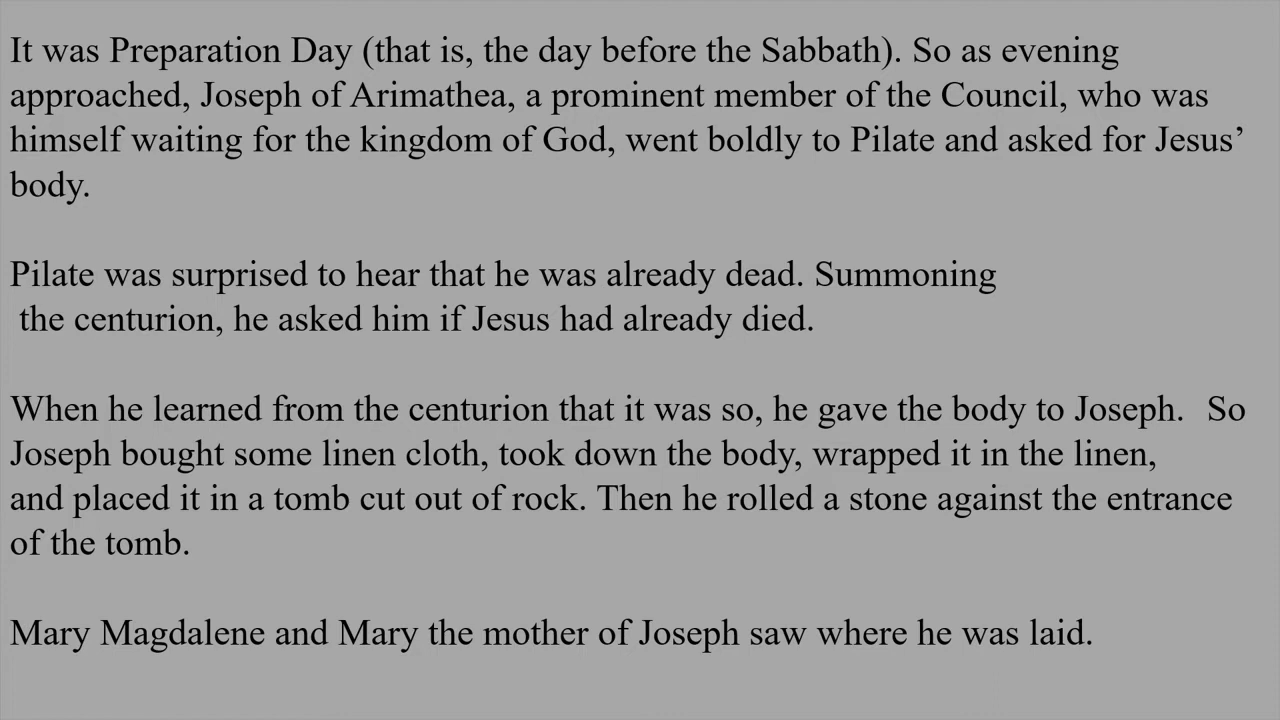 It was Preparation Day (that is, the day before the Sabbath). So as evening
approached, Joseph of Arimathea, a prominent member of the Council, who was
himself waiting for the kingdom of God, went boldly to Pilate and asked for Jesus’
body.
Pilate was surprised to hear that he was already dead. Summoning
the centurion, he asked him if Jesus had already died.
When he learned from the centurion that it was so, he gave the body to Joseph. So
Joseph bought some linen cloth, took down the body, wrapped it in the linen,
and placed it in a tomb cut out of rock. Then he rolled a stone against the entrance
of the tomb.
Mary Magdalene and Mary the mother of Joseph saw where he was laid.